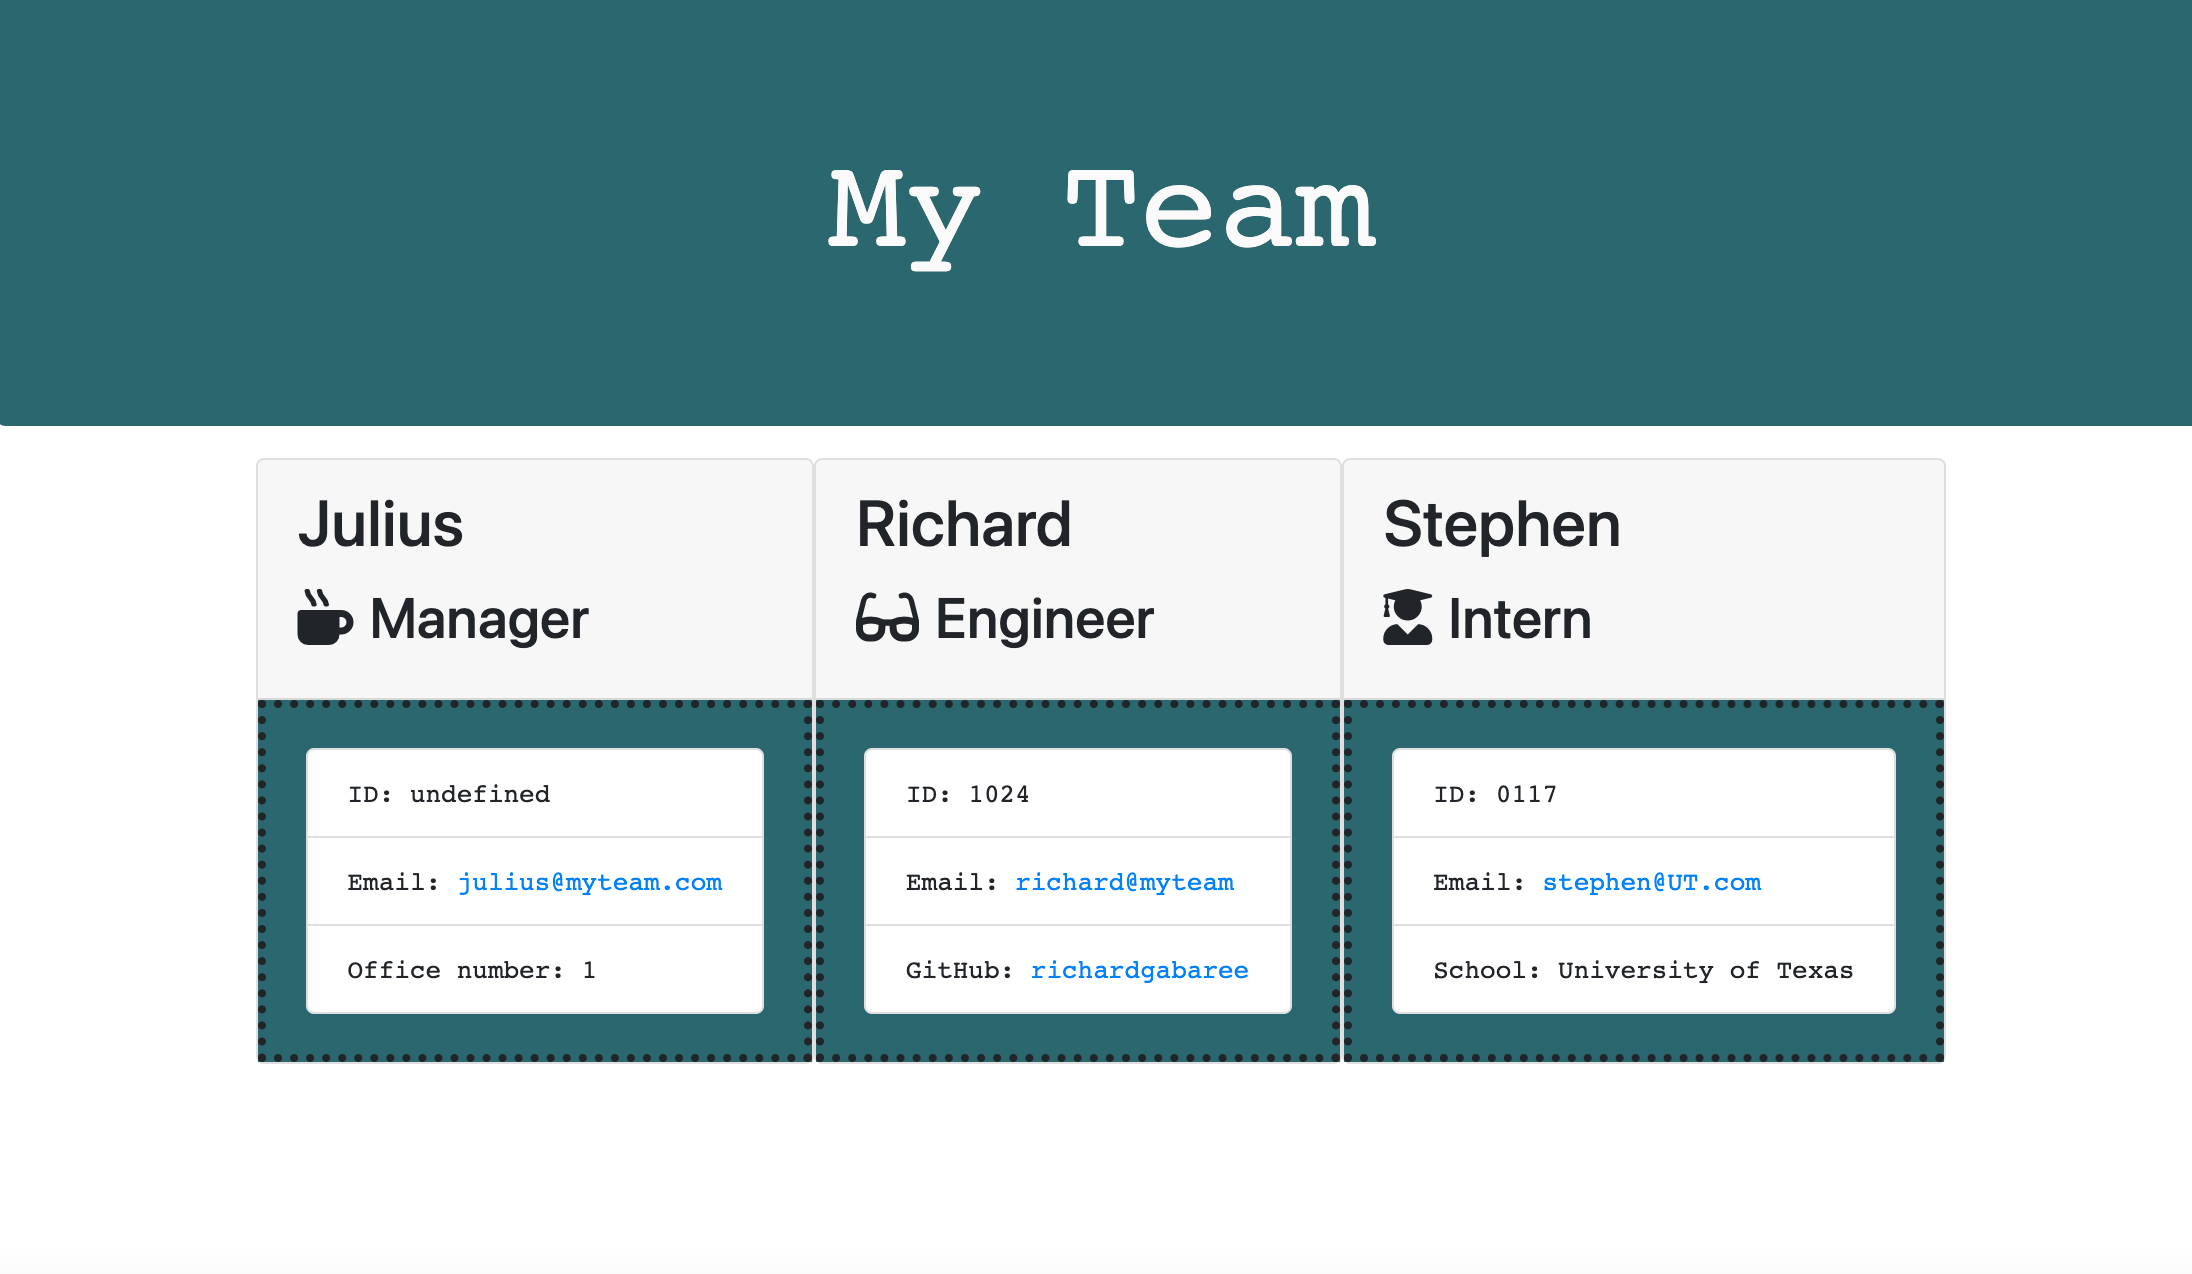 My Team
Julius
Manager
ID: undefined
Email: julius@myteam.com
Office number: 1
Richard
Engineer
ID: 1024
Email: richard@myteam
GitHub: richardgabaree
Stephen
Intern
ID: 0117
Email: stephen@UT.com
School: University of Texas